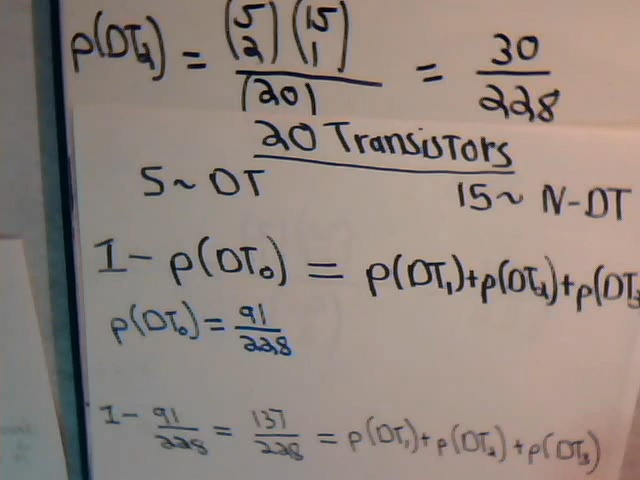 p(DT₂) = (5 2)(15 1) / (20) = 30/228
20 Transistors
5 ~ DT 15 ~ N-DT
1 - p(DT₀) = p(DT₁)+p(DT₂)+p(DT₃
p(DT₀) = 91/228
1 - 91/228 = 137/228 = p(DT₁)+p(DT₂)+p(DT₃)